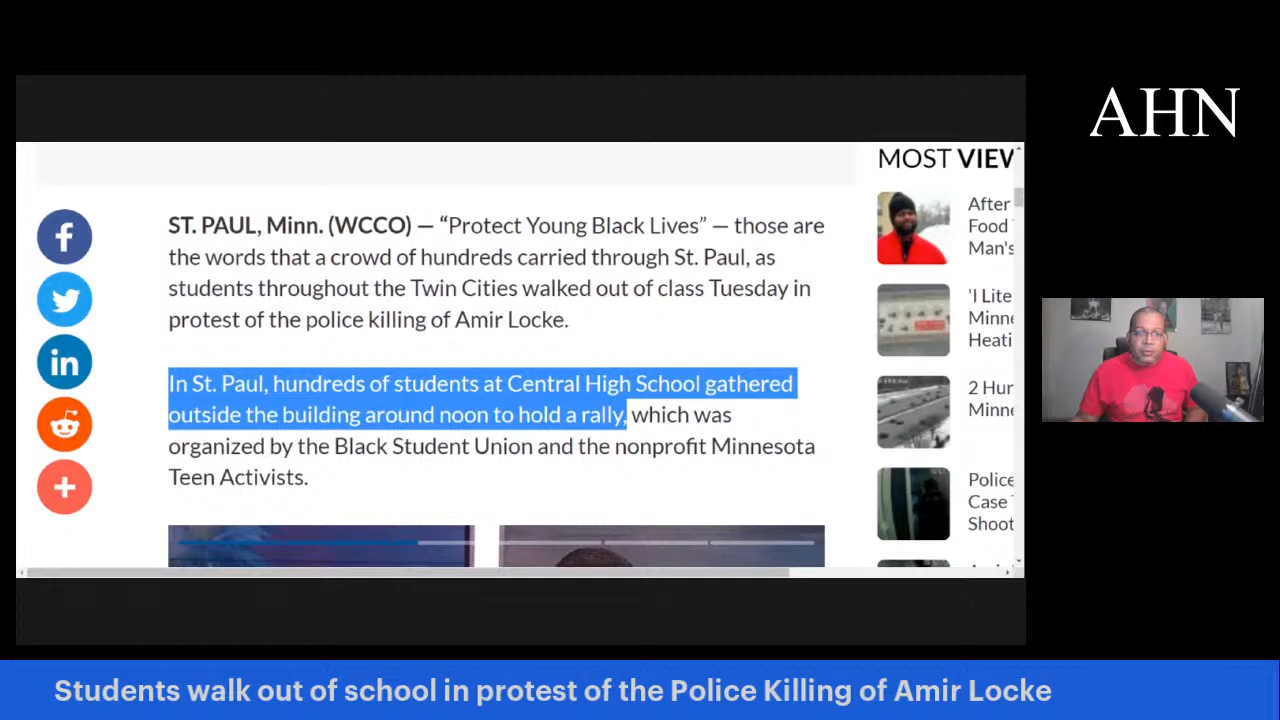 AHN
MOST VIEW
ST. PAUL, Minn. (WCCO) — “Protect Young Black Lives” — those are
the words that a crowd of hundreds carried through St. Paul, as
students throughout the Twin Cities walked out of class Tuesday in
protest of the police killing of Amir Locke.
In St. Paul, hundreds of students at Central High School gathered
outside the building around noon to hold a rally, which was
organized by the Black Student Union and the nonprofit Minnesota
Teen Activists.
After
Food
Man's
'I Lite
Minne
Heati
2 Hur
Minne
Police
Case
Shoot
Students walk out of school in protest of the Police Killing of Amir Locke